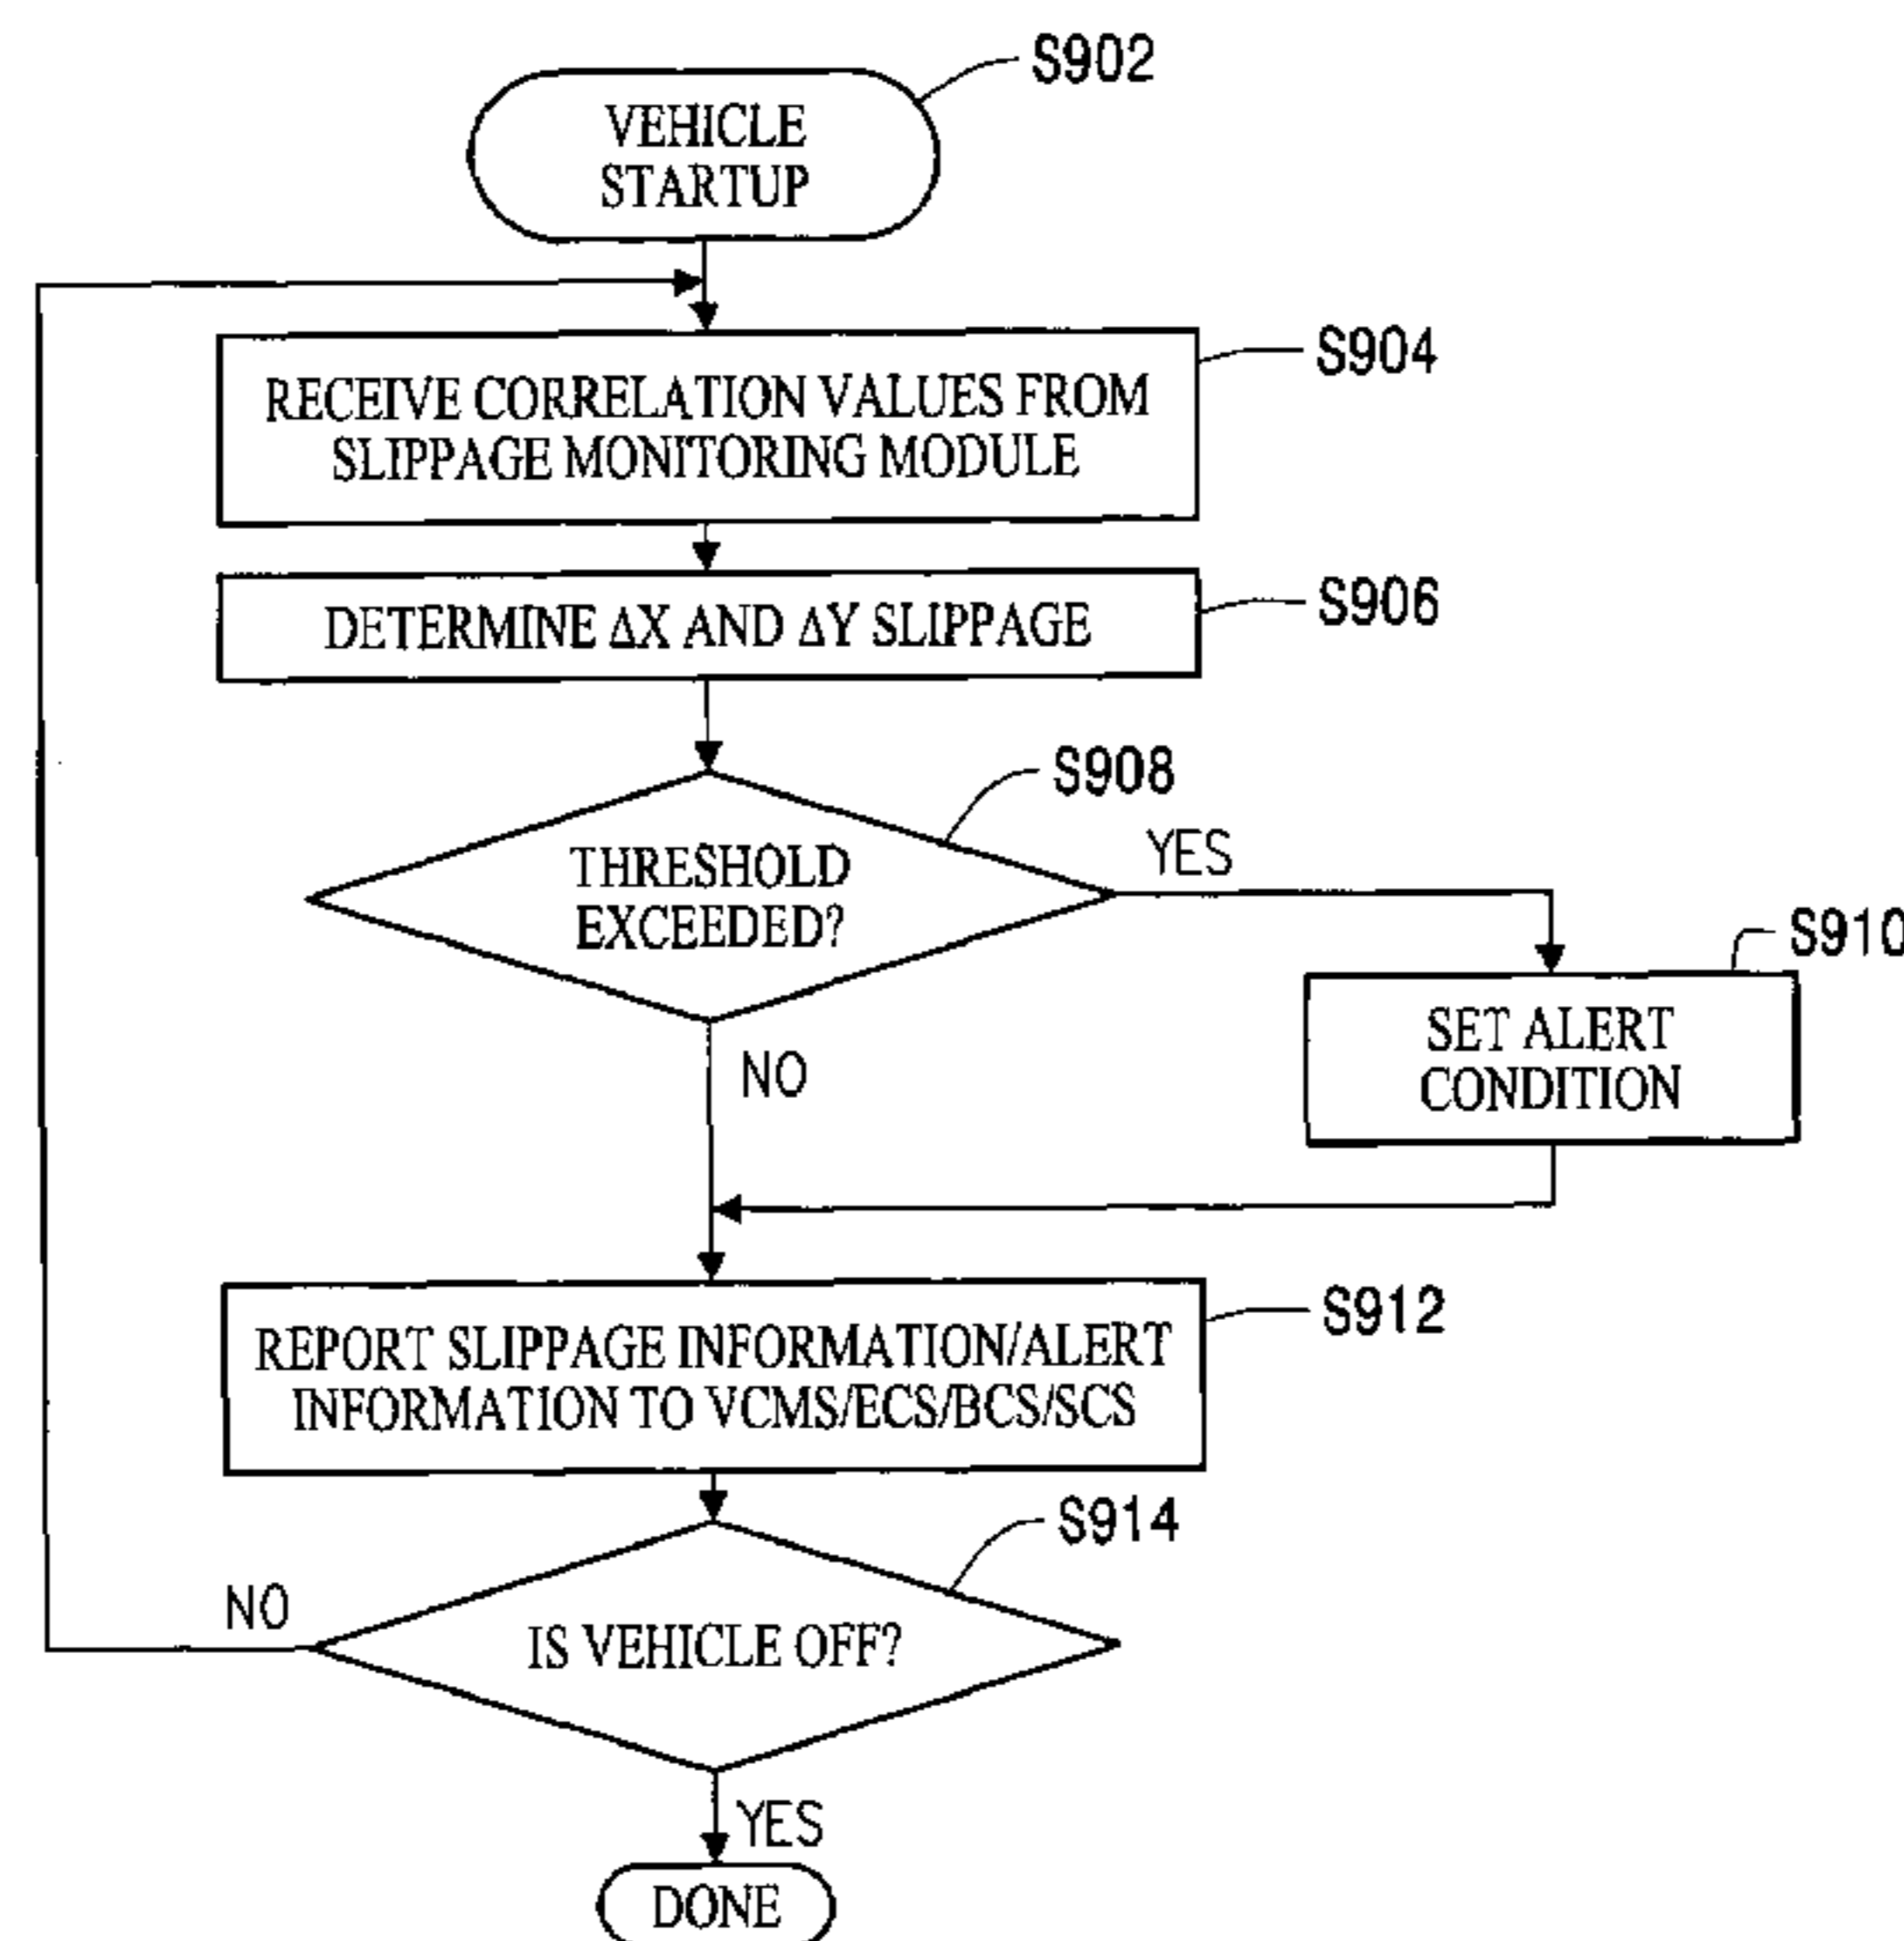 S902
VEHICLE
STARTUP
S904
RECEIVE CORRELATION VALUES FROM
SLIPPAGE MONITORING MODULE
S906
DETERMINE ΔX AND ΔY SLIPPAGE
S908
THRESHOLD
EXCEEDED?
YES
S910
SET ALERT
CONDITION
NO
S912
REPORT SLIPPAGE INFORMATION/ALERT
INFORMATION TO VCMS/ECS/BCS/SCS
S914
NO
IS VEHICLE OFF?
YES
DONE